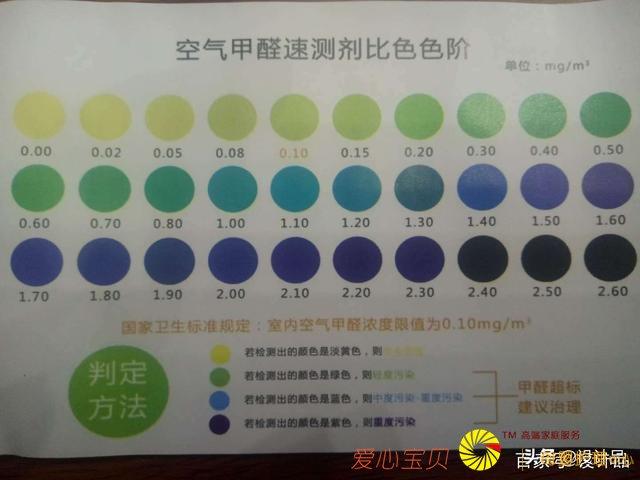 空气甲醛速测剂比色色阶
单位：mg/m³
0.00 0.02 0.05 0.08 0.10 0.15 0.20 0.30 0.40 0.50
0.60 0.70 0.80 1.00 1.10 1.20 1.30 1.40 1.50 1.60
1.70 1.80 1.90 2.00 2.10 2.20 2.30 2.40 2.50 2.60
国家卫生标准规定：室内空气甲醛浓度限值为0.10mg/m³
判定
方法
若检测出的颜色是淡黄色，则
若检测出的颜色是绿色，则轻度污染
若检测出的颜色是蓝色，则中度污染-重度污染
若检测出的颜色是紫色，则重度污染
甲醛超标
建议治理
爱心宝贝
TM 高端家庭服务